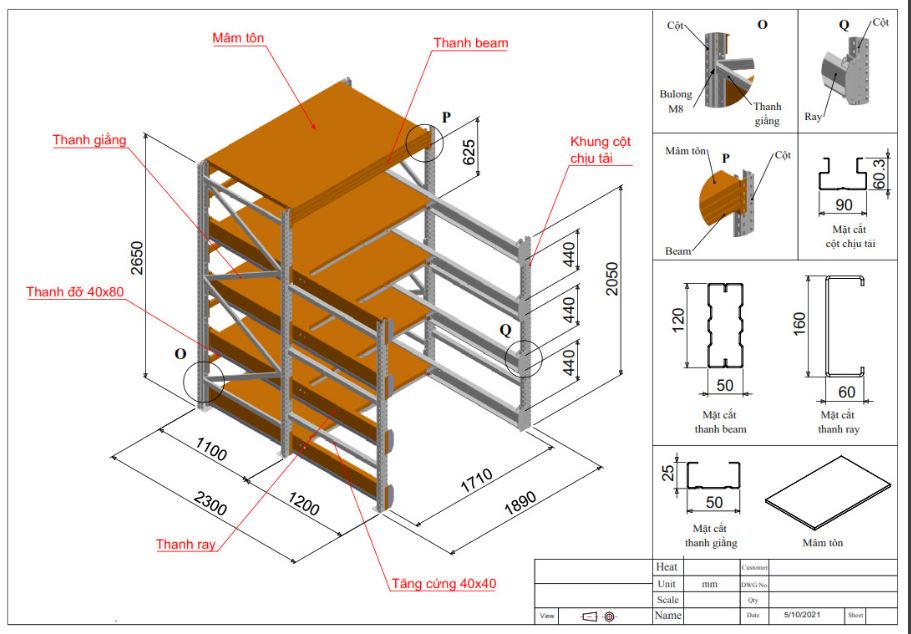 Mâm tôn
Thanh beam
P
Thanh giằng
625
Khung cột
chịu tải
2650
440
2050
Thanh đỡ 40x80
440
Q
O
440
1100
1710
2300
1200
1890
Thanh ray
Tăng cứng 40x40
Cột
O
Bulong
M8
Thanh
giằng
Q
Cột
Ray
Mâm tôn
P
Cột
Beam
60.3
90
Mặt cắt
cột chịu tải
120
50
Mặt cắt
thanh beam
160
60
Mặt cắt
thanh ray
25
50
Mặt cắt
thanh giằng
Mâm tôn
Heat
Customer
Unit
mm
DWG No.
Scale
Qty
View
Name
Date
5/10/2021
Sheet